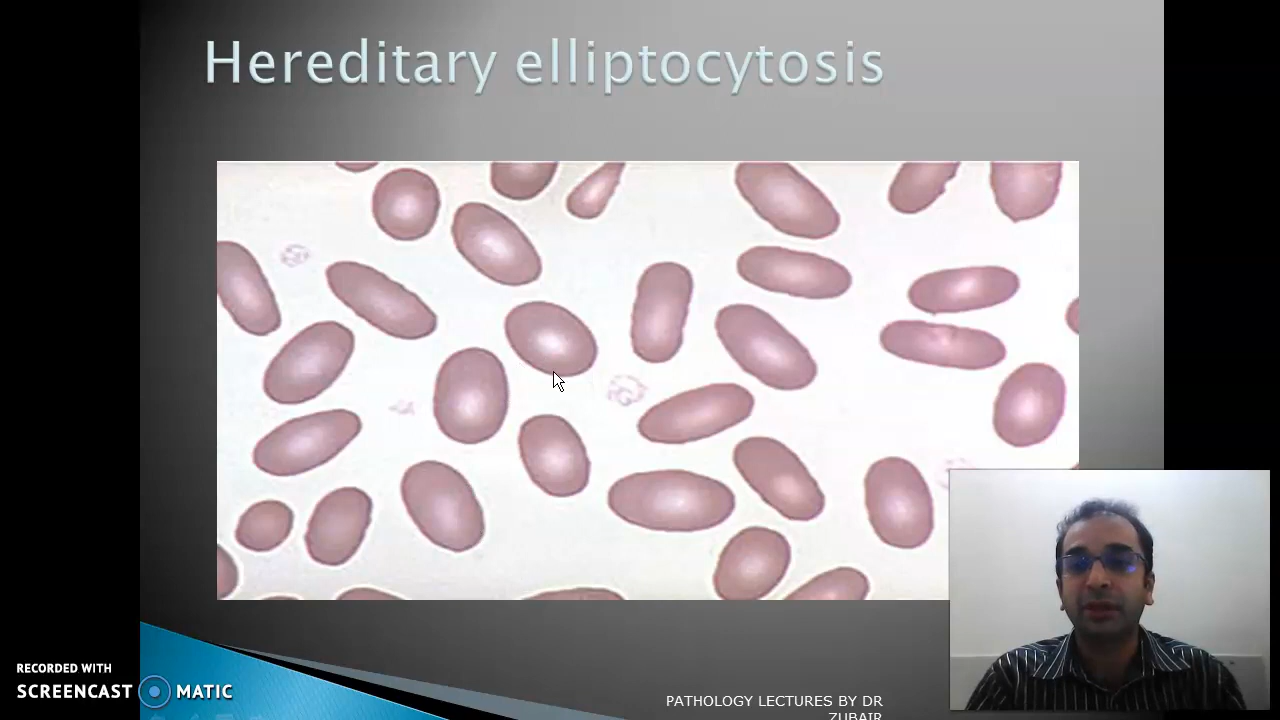 Hereditary elliptocytosis
RECORDED WITH
SCREENCAST MATIC
PATHOLOGY LECTURES BY DR
ZUBAIR